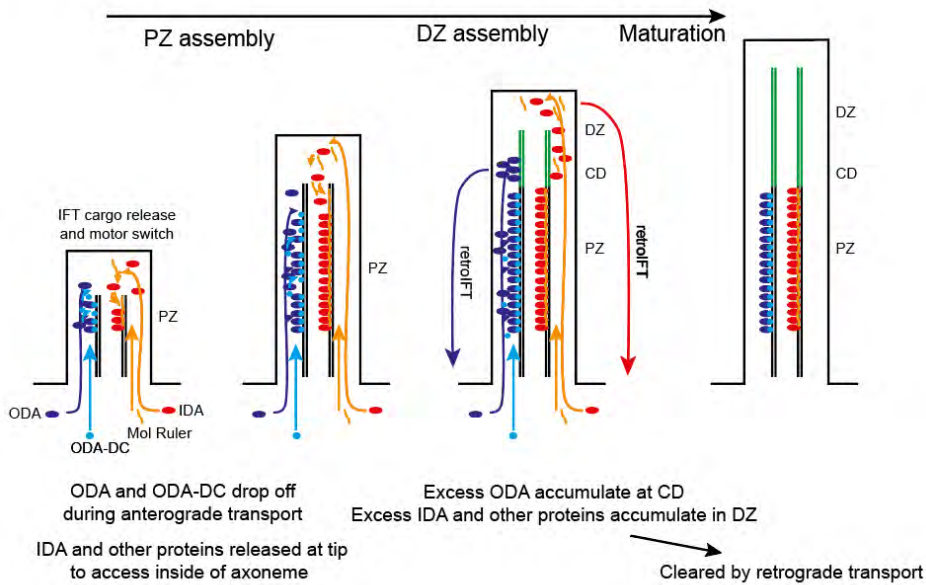 PZ assembly
DZ assembly
Maturation
IFT cargo release
and motor switch
PZ
ODA
IDA
Mol Ruler
ODA-DC
PZ
DZ
CD
PZ
retroIFT
retroIFT
DZ
CD
PZ
ODA and ODA-DC drop off
during anterograde transport
IDA and other proteins released at tip
to access inside of axoneme
Excess ODA accumulate at CD
Excess IDA and other proteins accumulate in DZ
Cleared by retrograde transport